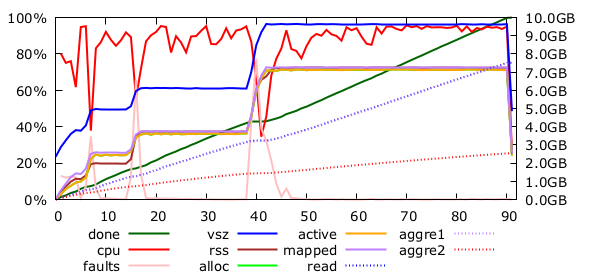 100% 10.0GB
9.0GB
80% 8.0GB
7.0GB
60% 6.0GB
5.0GB
40% 4.0GB
3.0GB
20% 2.0GB
1.0GB
0% 0.0GB
0 10 20 30 40 50 60 70 80 90
done vsz active aggre1
cpu rss mapped aggre2
faults alloc read